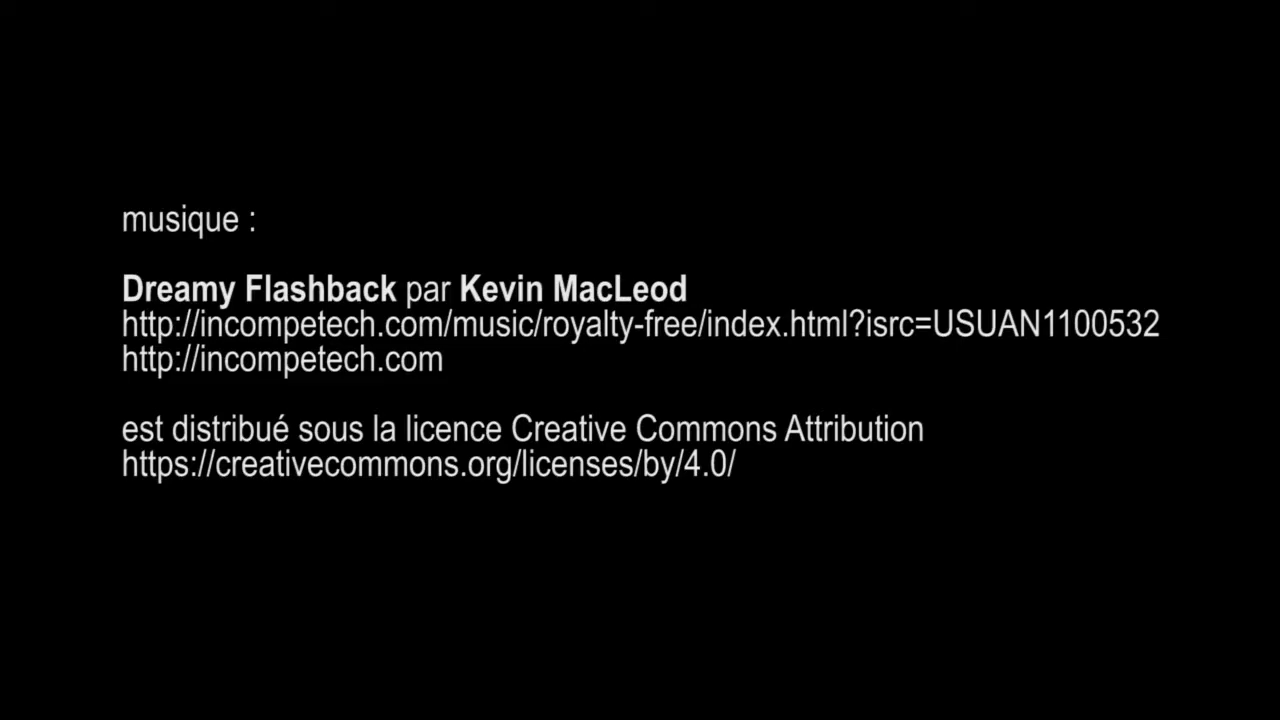 musique :
Dreamy Flashback par Kevin MacLeod
http://incompetech.com/music/royalty-free/index.html?isrc=USUAN1100532
http://incompetech.com
est distribué sous la licence Creative Commons Attribution
https://creativecommons.org/licenses/by/4.0/